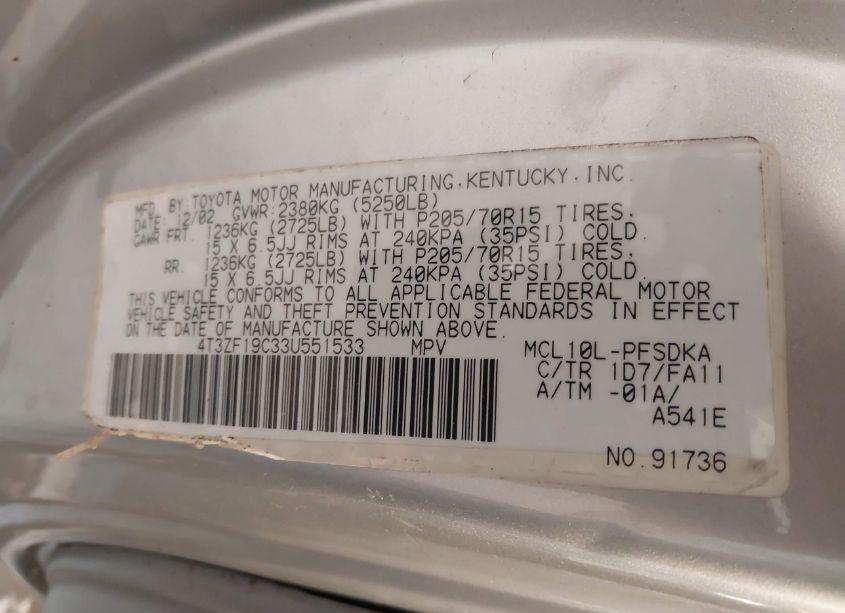 MFD. BY: TOYOTA MOTOR MANUFACTURING, KENTUCKY, INC.
DATE: 12/02 GVWR: 2380KG (5250LB)
GAWR FRT. 1236KG (2725LB) WITH P205/70R15 TIRES,
15 X 6.5JJ RIMS AT 240KPA (35PSI) COLD.
RR. 1236KG (2725LB) WITH P205/70R15 TIRES,
15 X 6.5JJ RIMS AT 240KPA (35PSI) COLD.
THIS VEHICLE CONFORMS TO ALL APPLICABLE FEDERAL MOTOR
VEHICLE SAFETY AND THEFT PREVENTION STANDARDS IN EFFECT
ON THE DATE OF MANUFACTURE SHOWN ABOVE.
4T3ZF19C33U551533 MPV MCL10L-PFSDKA
C/TR 1D7/FA11
A/TM -01A/
A541E
NO. 91736